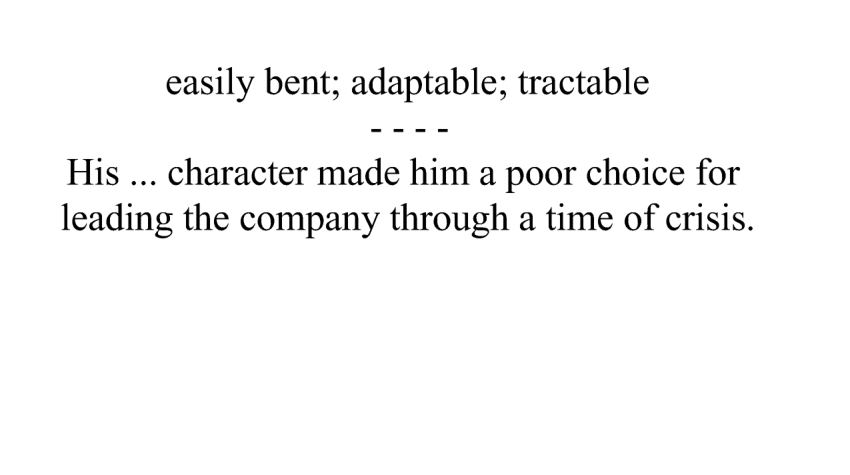 easily bent; adaptable; tractable
- - - -
His ... character made him a poor choice for
leading the company through a time of crisis.